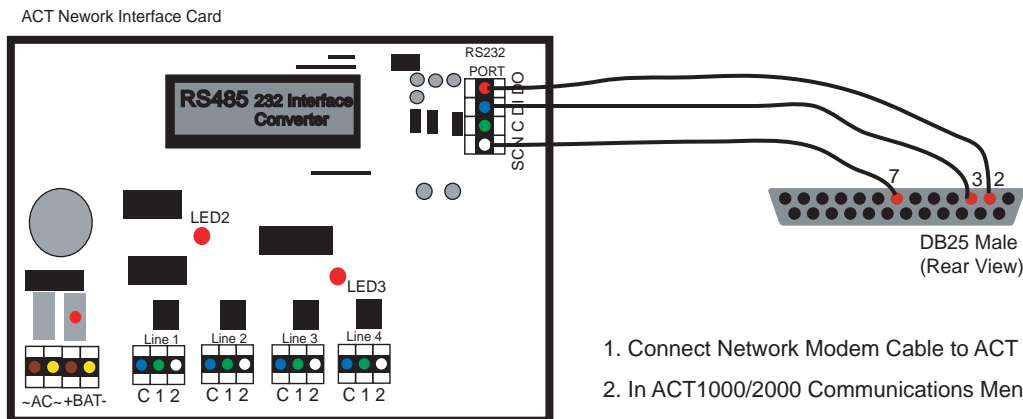 ACT Nework Interface Card
RS232
PORT
RS485 232 Interface
Converter
SC N C DI DO
7 3 2
LED2
DB25 Male
(Rear View)
LED3
Line 1 Line 2 Line 3 Line 4
~AC~ +BAT- C 1 2 C 1 2 C 1 2 C 1 2
1. Connect Network Modem Cable to ACT
2. In ACT1000/2000 Communications Men